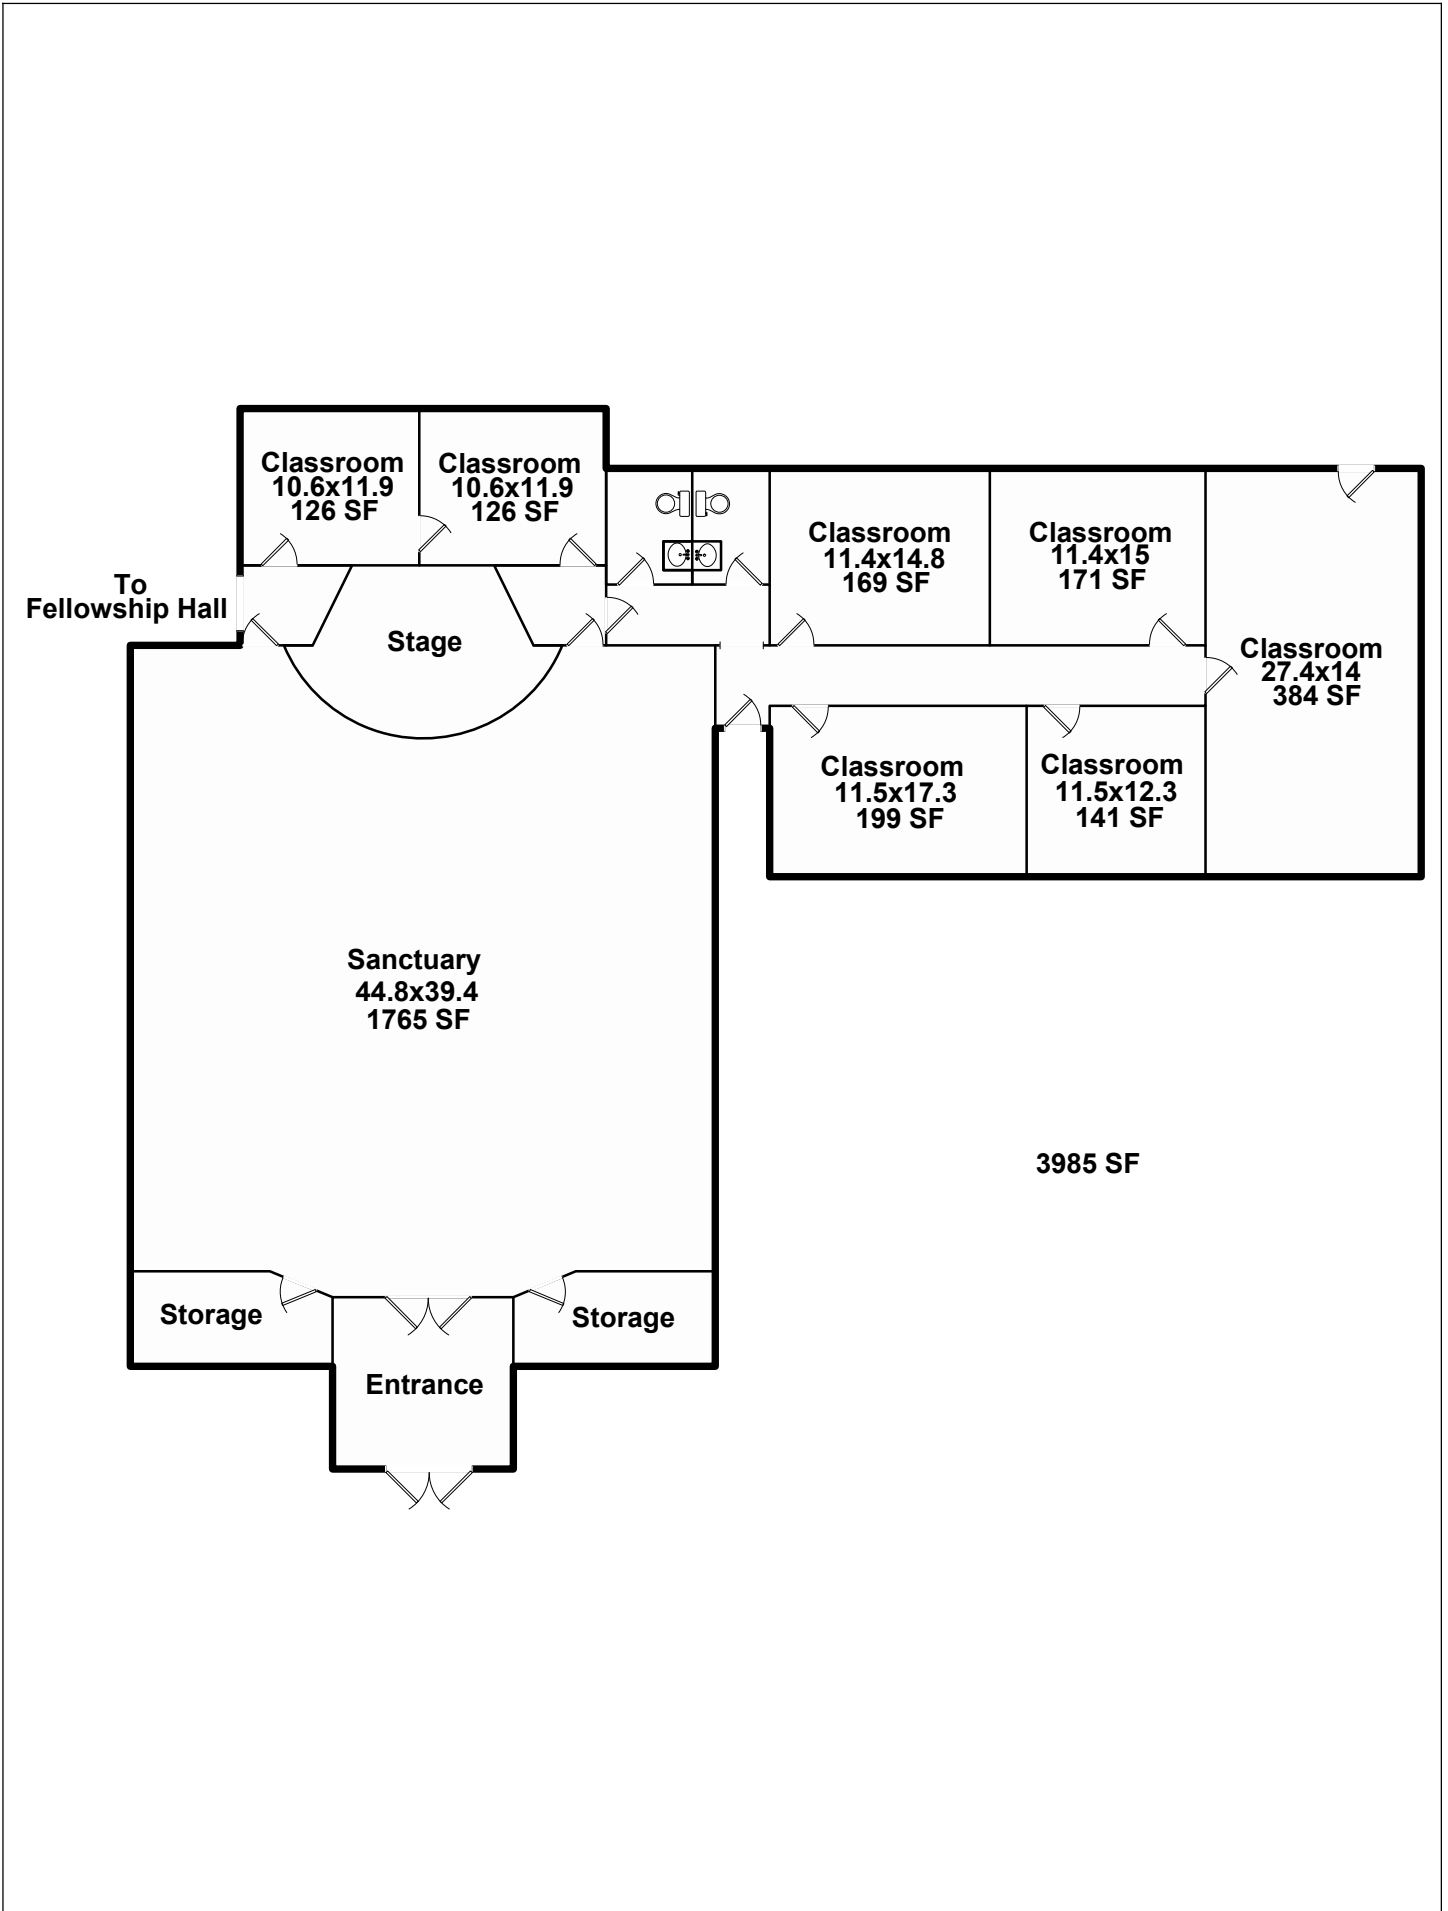 Classroom
10.6x11.9
126 SF
Classroom
10.6x11.9
126 SF
Classroom
11.4x14.8
169 SF
Classroom
11.4x15
171 SF
To
Fellowship Hall
Stage
Classroom
27.4x14
384 SF
Classroom
11.5x17.3
199 SF
Classroom
11.5x12.3
141 SF
Sanctuary
44.8x39.4
1765 SF
3985 SF
Storage
Storage
Entrance